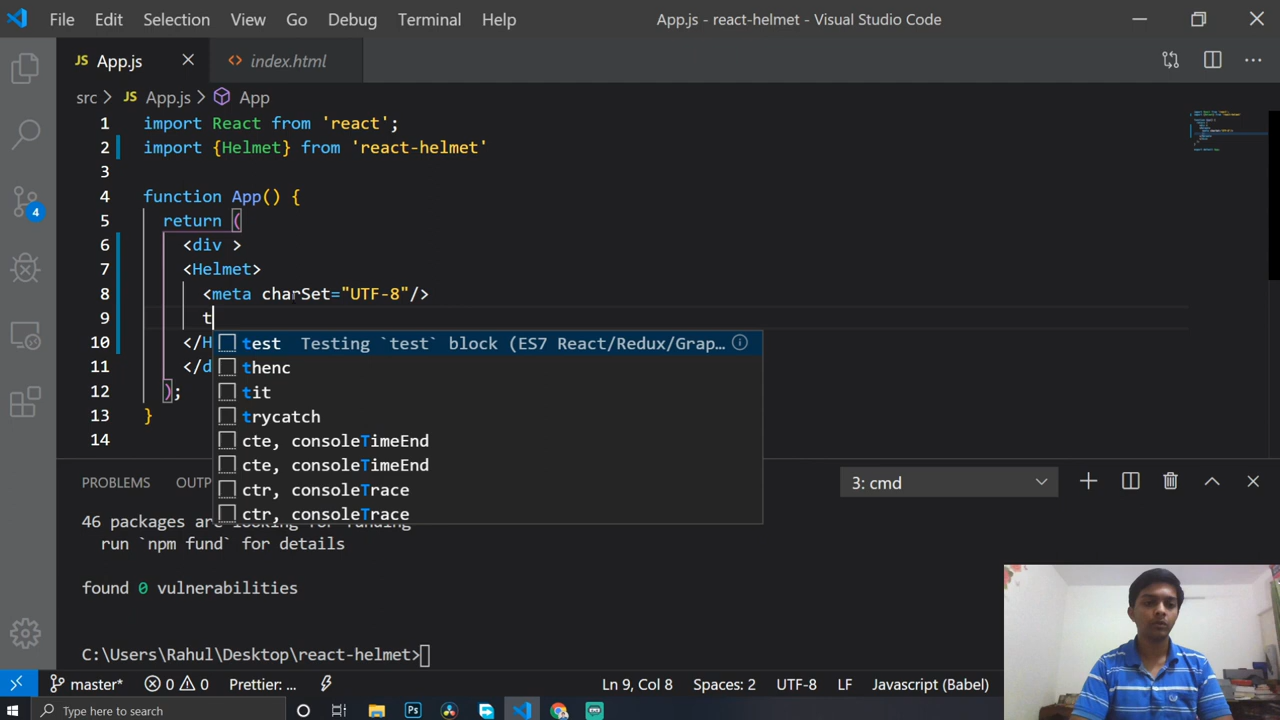 File Edit Selection View Go Debug Terminal Help App.js - react-helmet - Visual Studio Code
JS App.js <> index.html
src > JS App.js > App
1 import React from 'react';
2 import {Helmet} from 'react-helmet'
3
4 function App() {
5 return (
6 <div >
7 <Helmet>
8 <meta charSet="UTF-8"/>
9 t
10 </H
test Testing `test` block (ES7 React/Redux/Grap…
11 </d
thenc
12 );
tit
13 }
trycatch
14
cte, consoleTimeEnd
cte, consoleTimeEnd
ctr, consoleTrace
ctr, consoleTrace
4
PROBLEMS OUTP 3: cmd
46 packages are looking for funding
run `npm fund` for details
found 0 vulnerabilities
C:\Users\Rahul\Desktop\react-helmet>
master* 0 0 Prettier: ... Ln 9, Col 8 Spaces: 2 UTF-8 LF Javascript (Babel)
Type here to search Ps